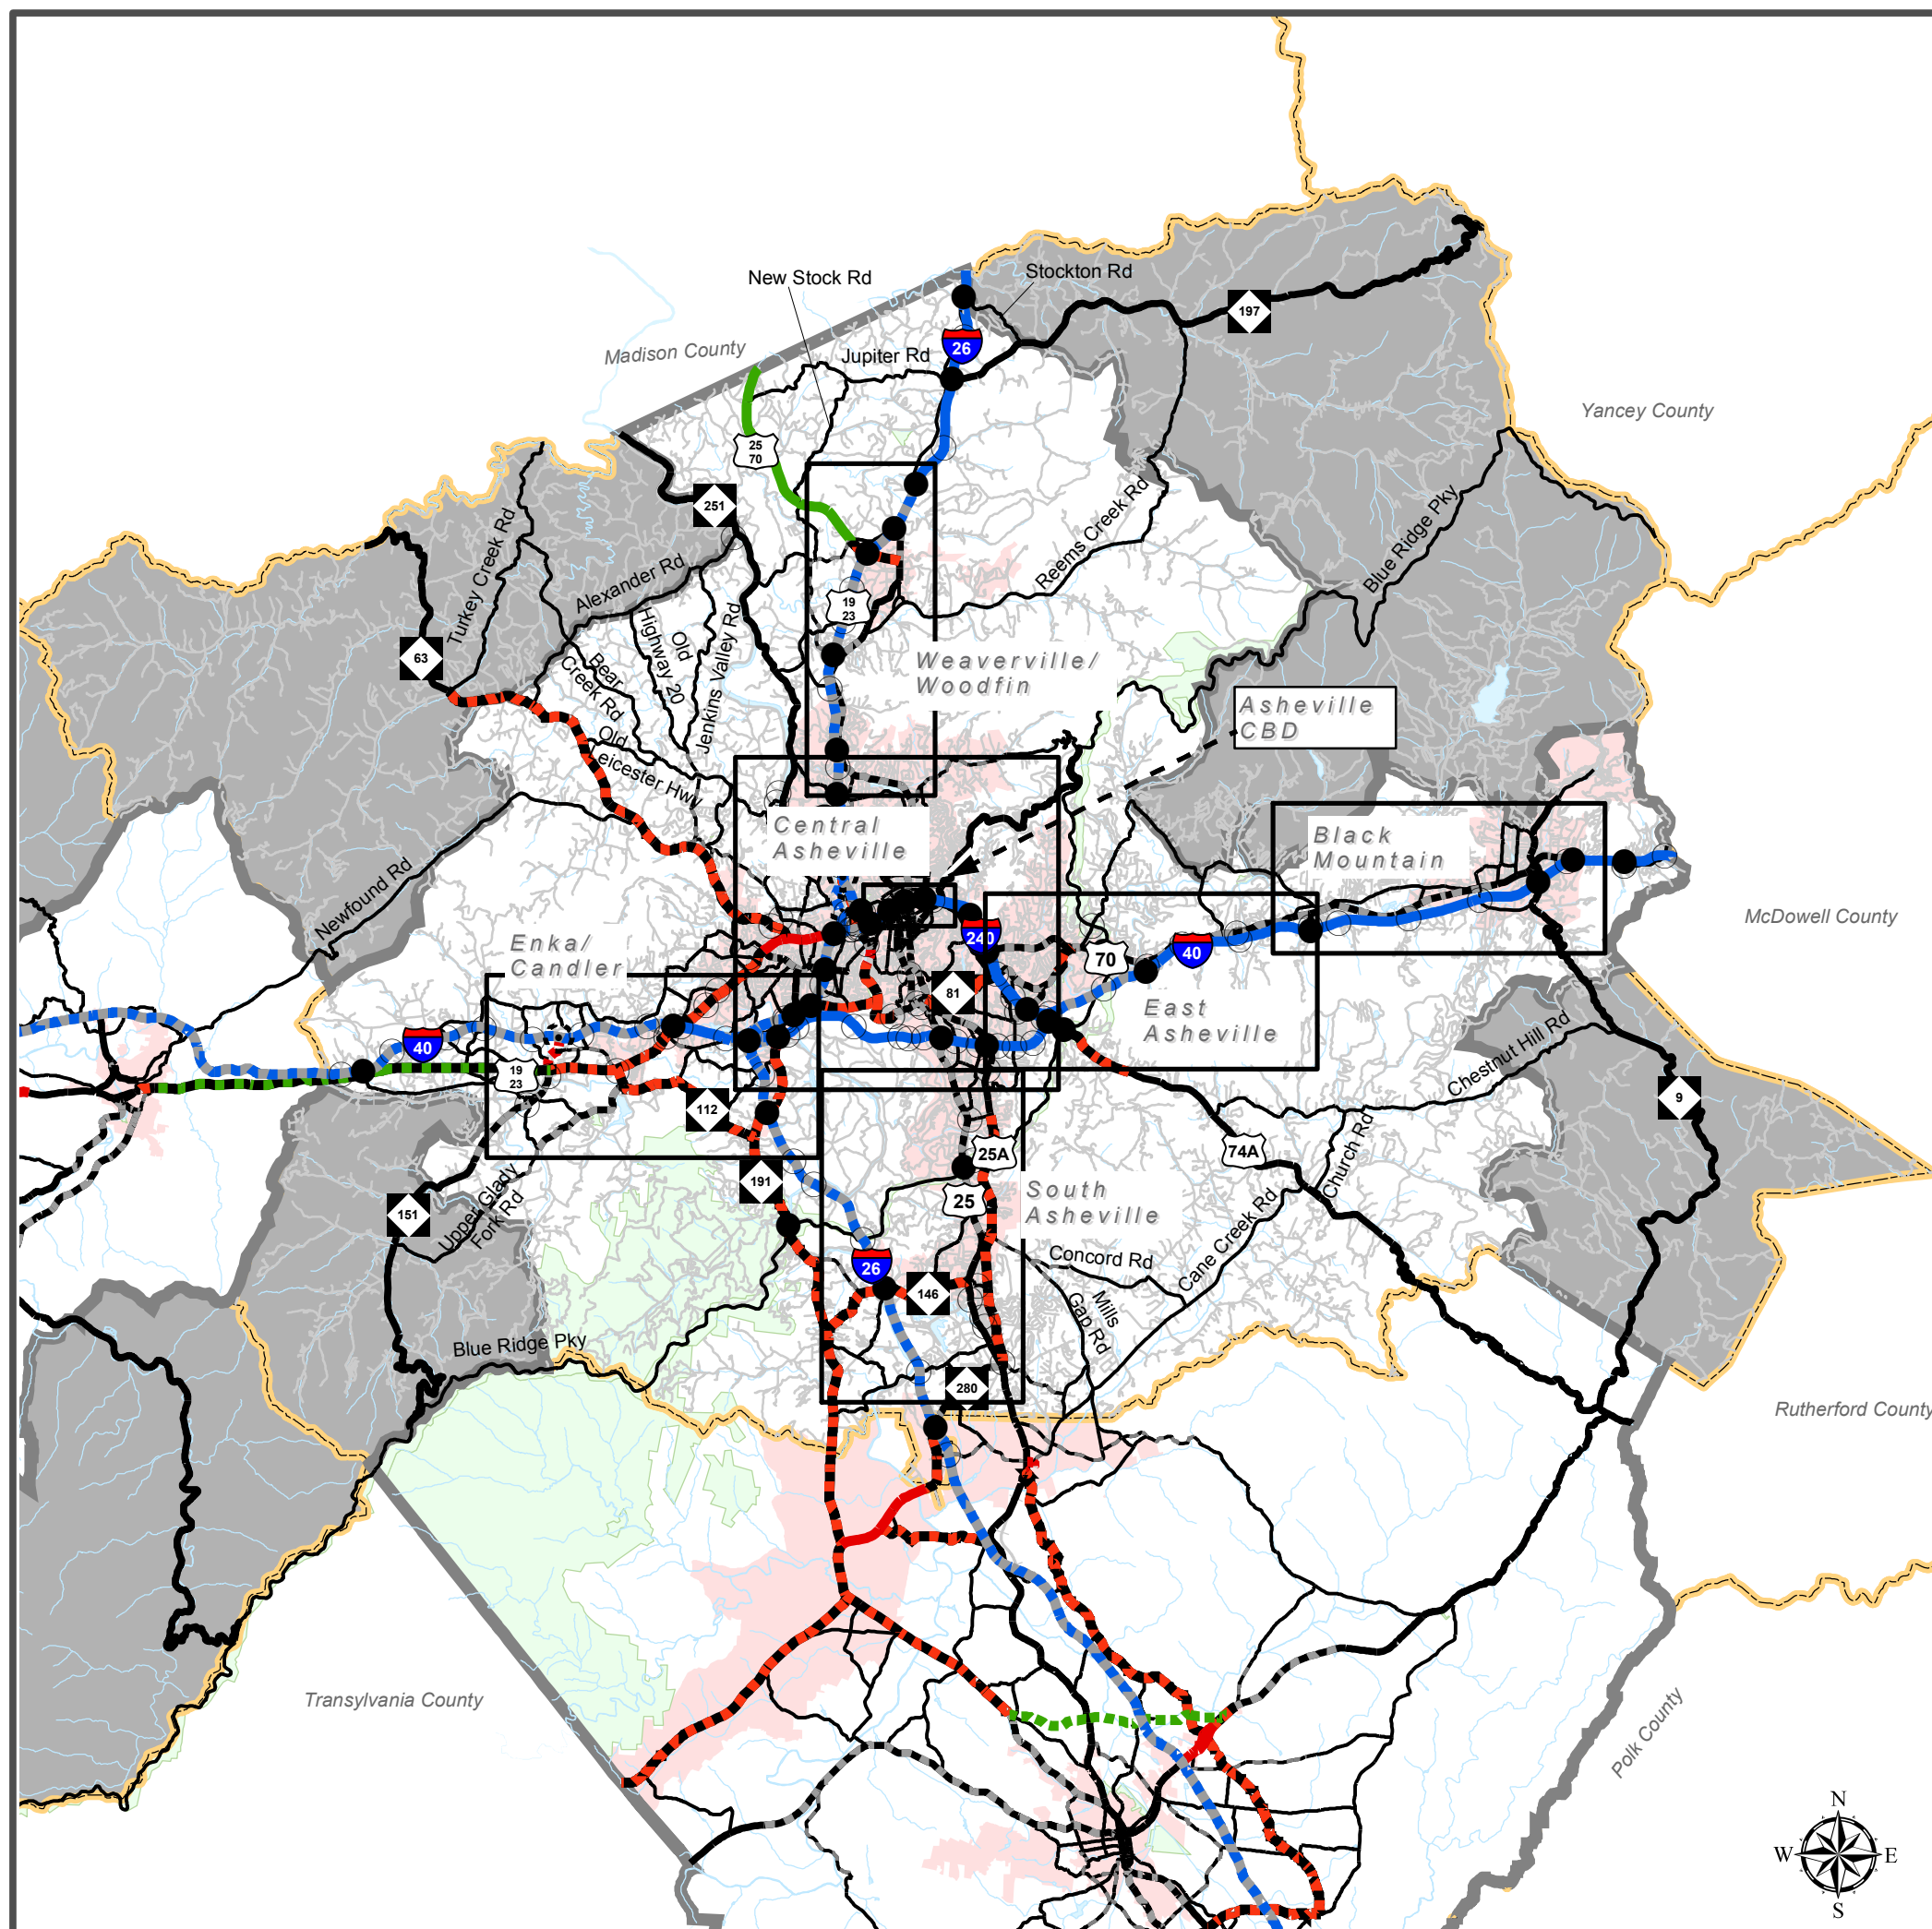 New Stock Rd
Stockton Rd
197
26
Madison County
Jupiter Rd
Yancey County
25
70
251
Turkey Creek Rd
Reems Creek Rd
Blue Ridge Pky
Alexander Rd
19
23
Old
Highway 20
Jenkins Valley Rd
63
Bear
Creek Rd
Weaverville/
Woodfin
Asheville
CBD
Old
eicester Hwy
Central
Asheville
Black
Mountain
Newfound Rd
McDowell County
Enka/
Candler
240
70
40
81
East
Asheville
40
Chestnut Hill Rd
19
23
112
9
25A
74A
Church Rd
191
25
South
Asheville
151
Upper Glady
Fork Rd
Concord Rd
Cane Creek Rd
26
146
Mills
Gap Rd
Blue Ridge Pky
280
Rutherford County
Transylvania County
Polk County
N
W
E
S